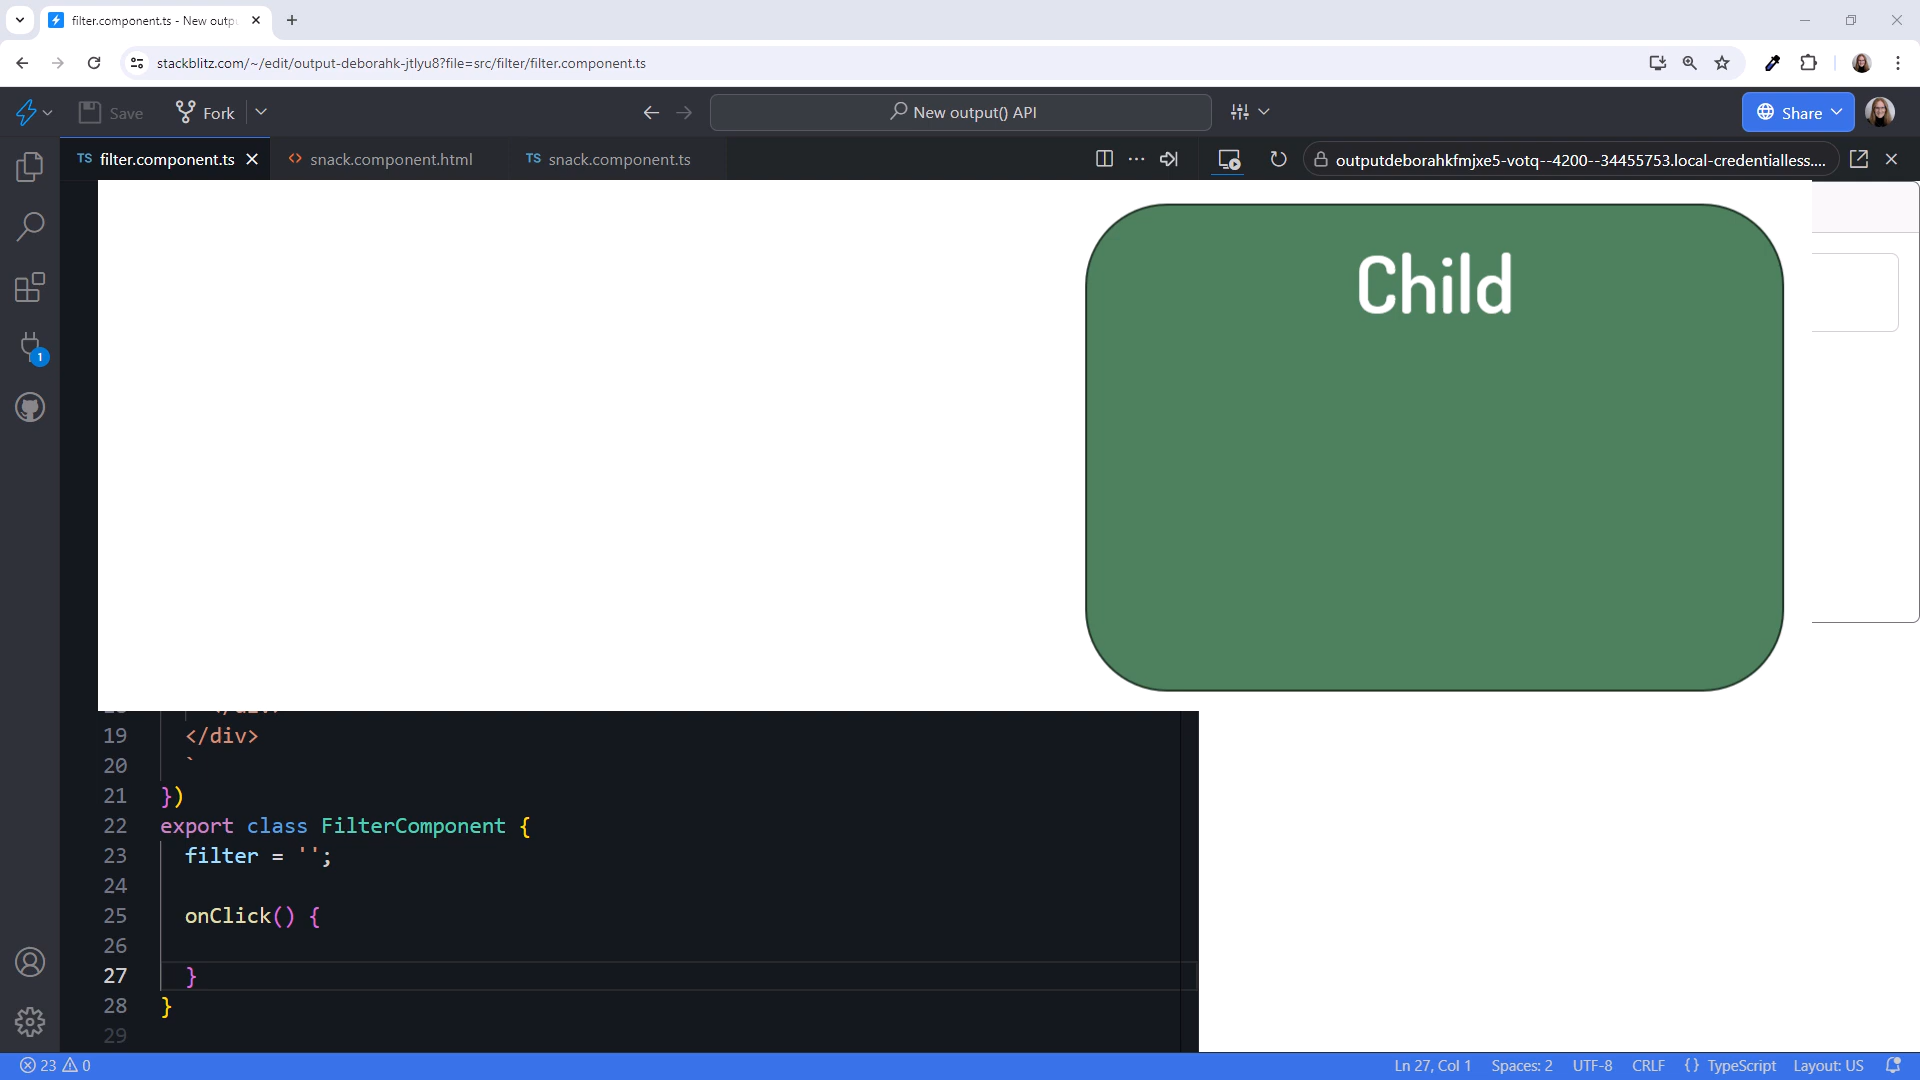 filter.component.ts - New outp
stackblitz.com/~/edit/output-deborahk-jtlyu8?file=src/filter/filter.component.ts
Save
Fork
New output() API
Share
TS filter.component.ts
<> snack.component.html
TS snack.component.ts
outputdeborahkfmjxe5-votq--4200--34455753.local-credentialless....
Child
1
19 </div>
20 `
21 })
22 export class FilterComponent {
23 filter = '';
24
25 onClick() {
26
27 }
28 }
29
23 0
Ln 27, Col 1 Spaces: 2 UTF-8 CRLF {} TypeScript Layout: US